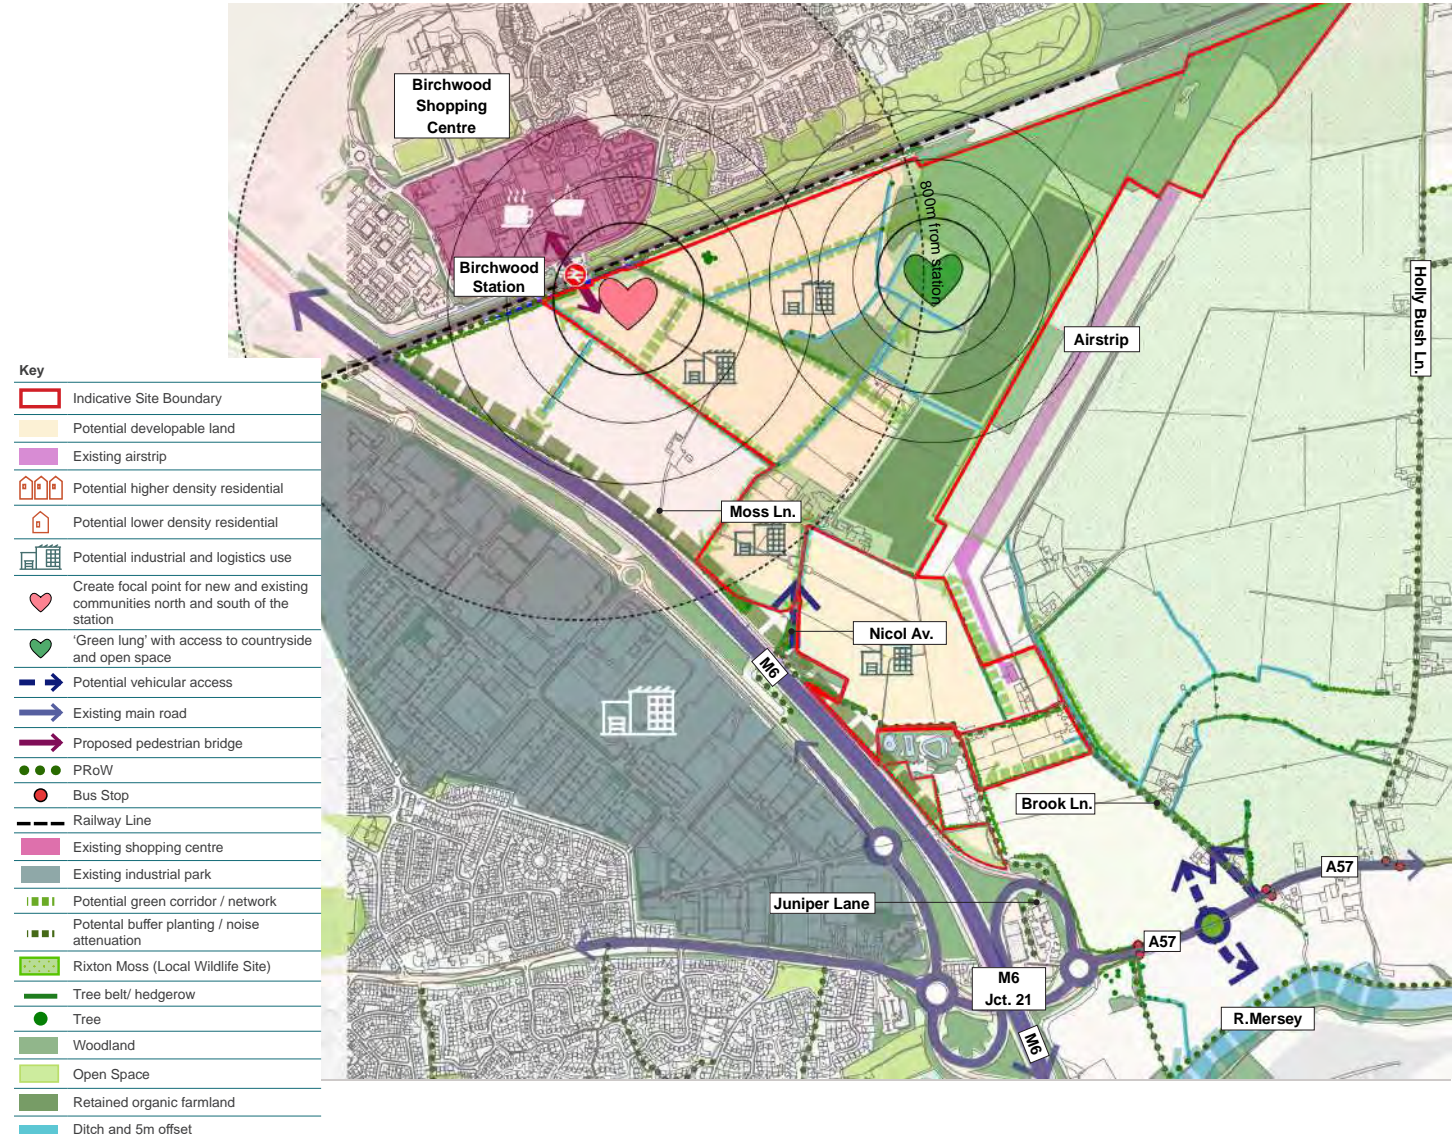 Birchwood
Shopping
Centre
Birchwood
Station
800m from station
Airstrip
Holly Bush Ln.
Moss Ln.
Nicol Av.
M6
Brook Ln.
A57
Juniper Lane
A57
M6
Jct. 21
R.Mersey
M6
Key
Indicative Site Boundary
Potential developable land
Existing airstrip
Potential higher density residential
Potential lower density residential
Potential industrial and logistics use
Create focal point for new and existing
communities north and south of the
station
‘Green lung’ with access to countryside
and open space
Potential vehicular access
Existing main road
Proposed pedestrian bridge
PRoW
Bus Stop
Railway Line
Existing shopping centre
Existing industrial park
Potential green corridor / network
Potental buffer planting / noise
attenuation
Rixton Moss (Local Wildlife Site)
Tree belt/ hedgerow
Tree
Woodland
Open Space
Retained organic farmland
Ditch and 5m offset